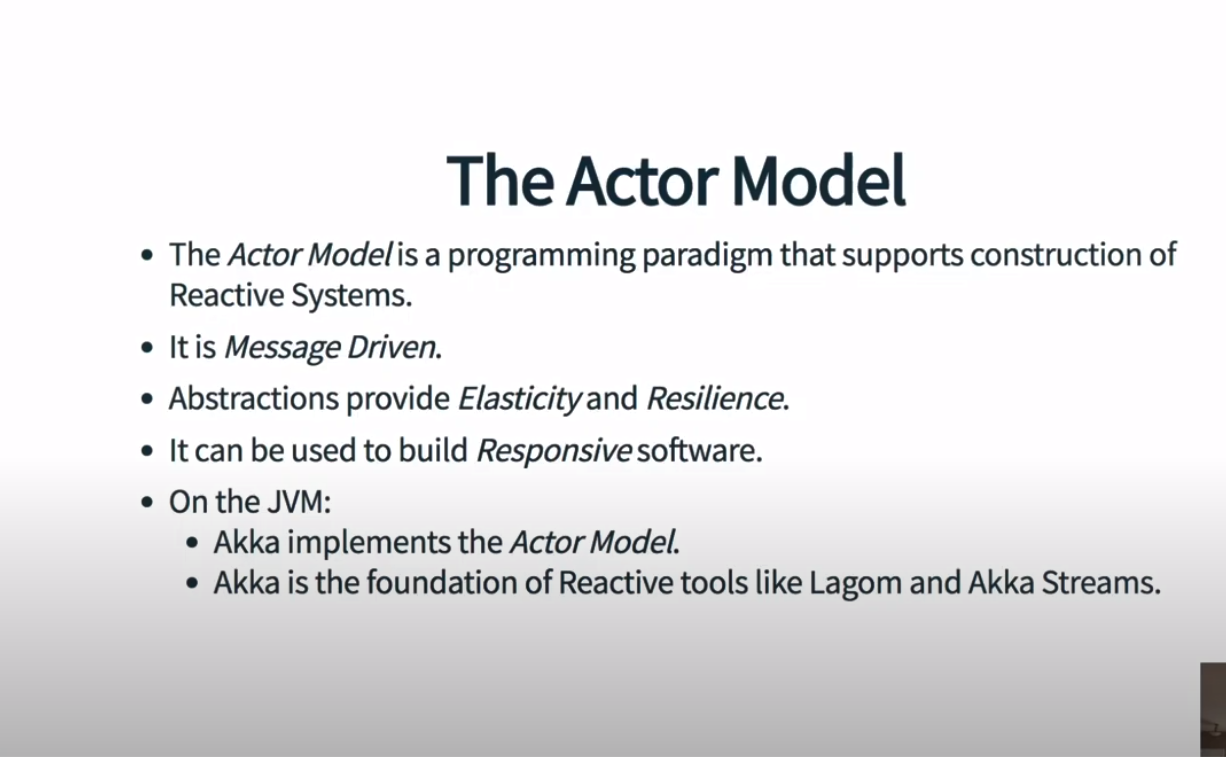 The Actor Model
• The Actor Model is a programming paradigm that supports construction of
Reactive Systems.
• It is Message Driven.
• Abstractions provide Elasticity and Resilience.
• It can be used to build Responsive software.
• On the JVM:
• Akka implements the Actor Model.
• Akka is the foundation of Reactive tools like Lagom and Akka Streams.